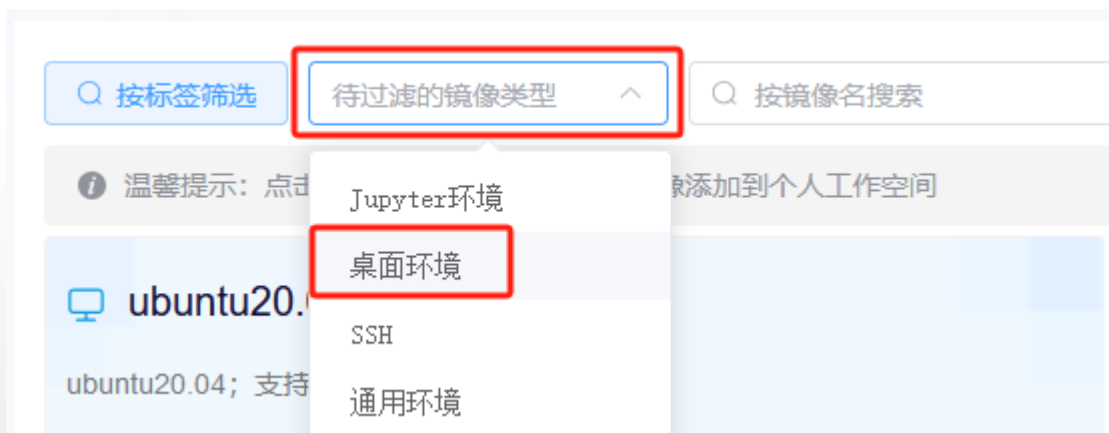 按标签筛选
待过滤的镜像类型
按镜像名搜索
温馨提示：点击
添加到个人工作空间
Jupyter环境
桌面环境
SSH
通用环境
ubuntu20.
ubuntu20.04；支持